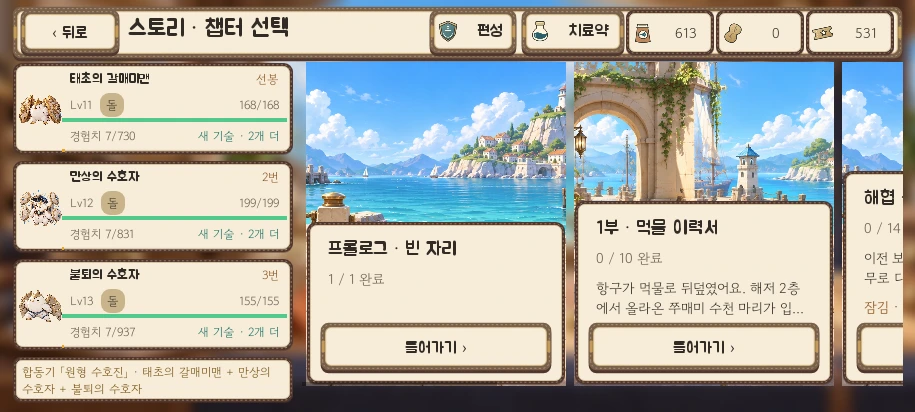 ‹ 뒤로
스토리 · 챕터 선택
편성
치료약
613
0
531
태초의 갈매미맨
선봉
Lv11
돌
168/168
경험치 7/730
새 기술 · 2개 더
만상의 수호자
2번
Lv12
돌
199/199
경험치 7/831
새 기술 · 2개 더
불퇴의 수호자
3번
Lv13
돌
155/155
경험치 7/937
새 기술 · 2개 더
합동기 「원형 수호진」 · 태초의 갈매미맨 + 만상의
수호자 + 불퇴의 수호자
프롤로그 · 빈 자리
1 / 1 완료
들어가기 ›
1부 · 먹물 이력서
0 / 10 완료
항구가 먹물로 뒤덮였어요. 해저 2층
에서 올라온 쭈매미 수천 마리가 입...
들어가기 ›
해협
0 / 14
이전 보
무로 다
잠김 ·